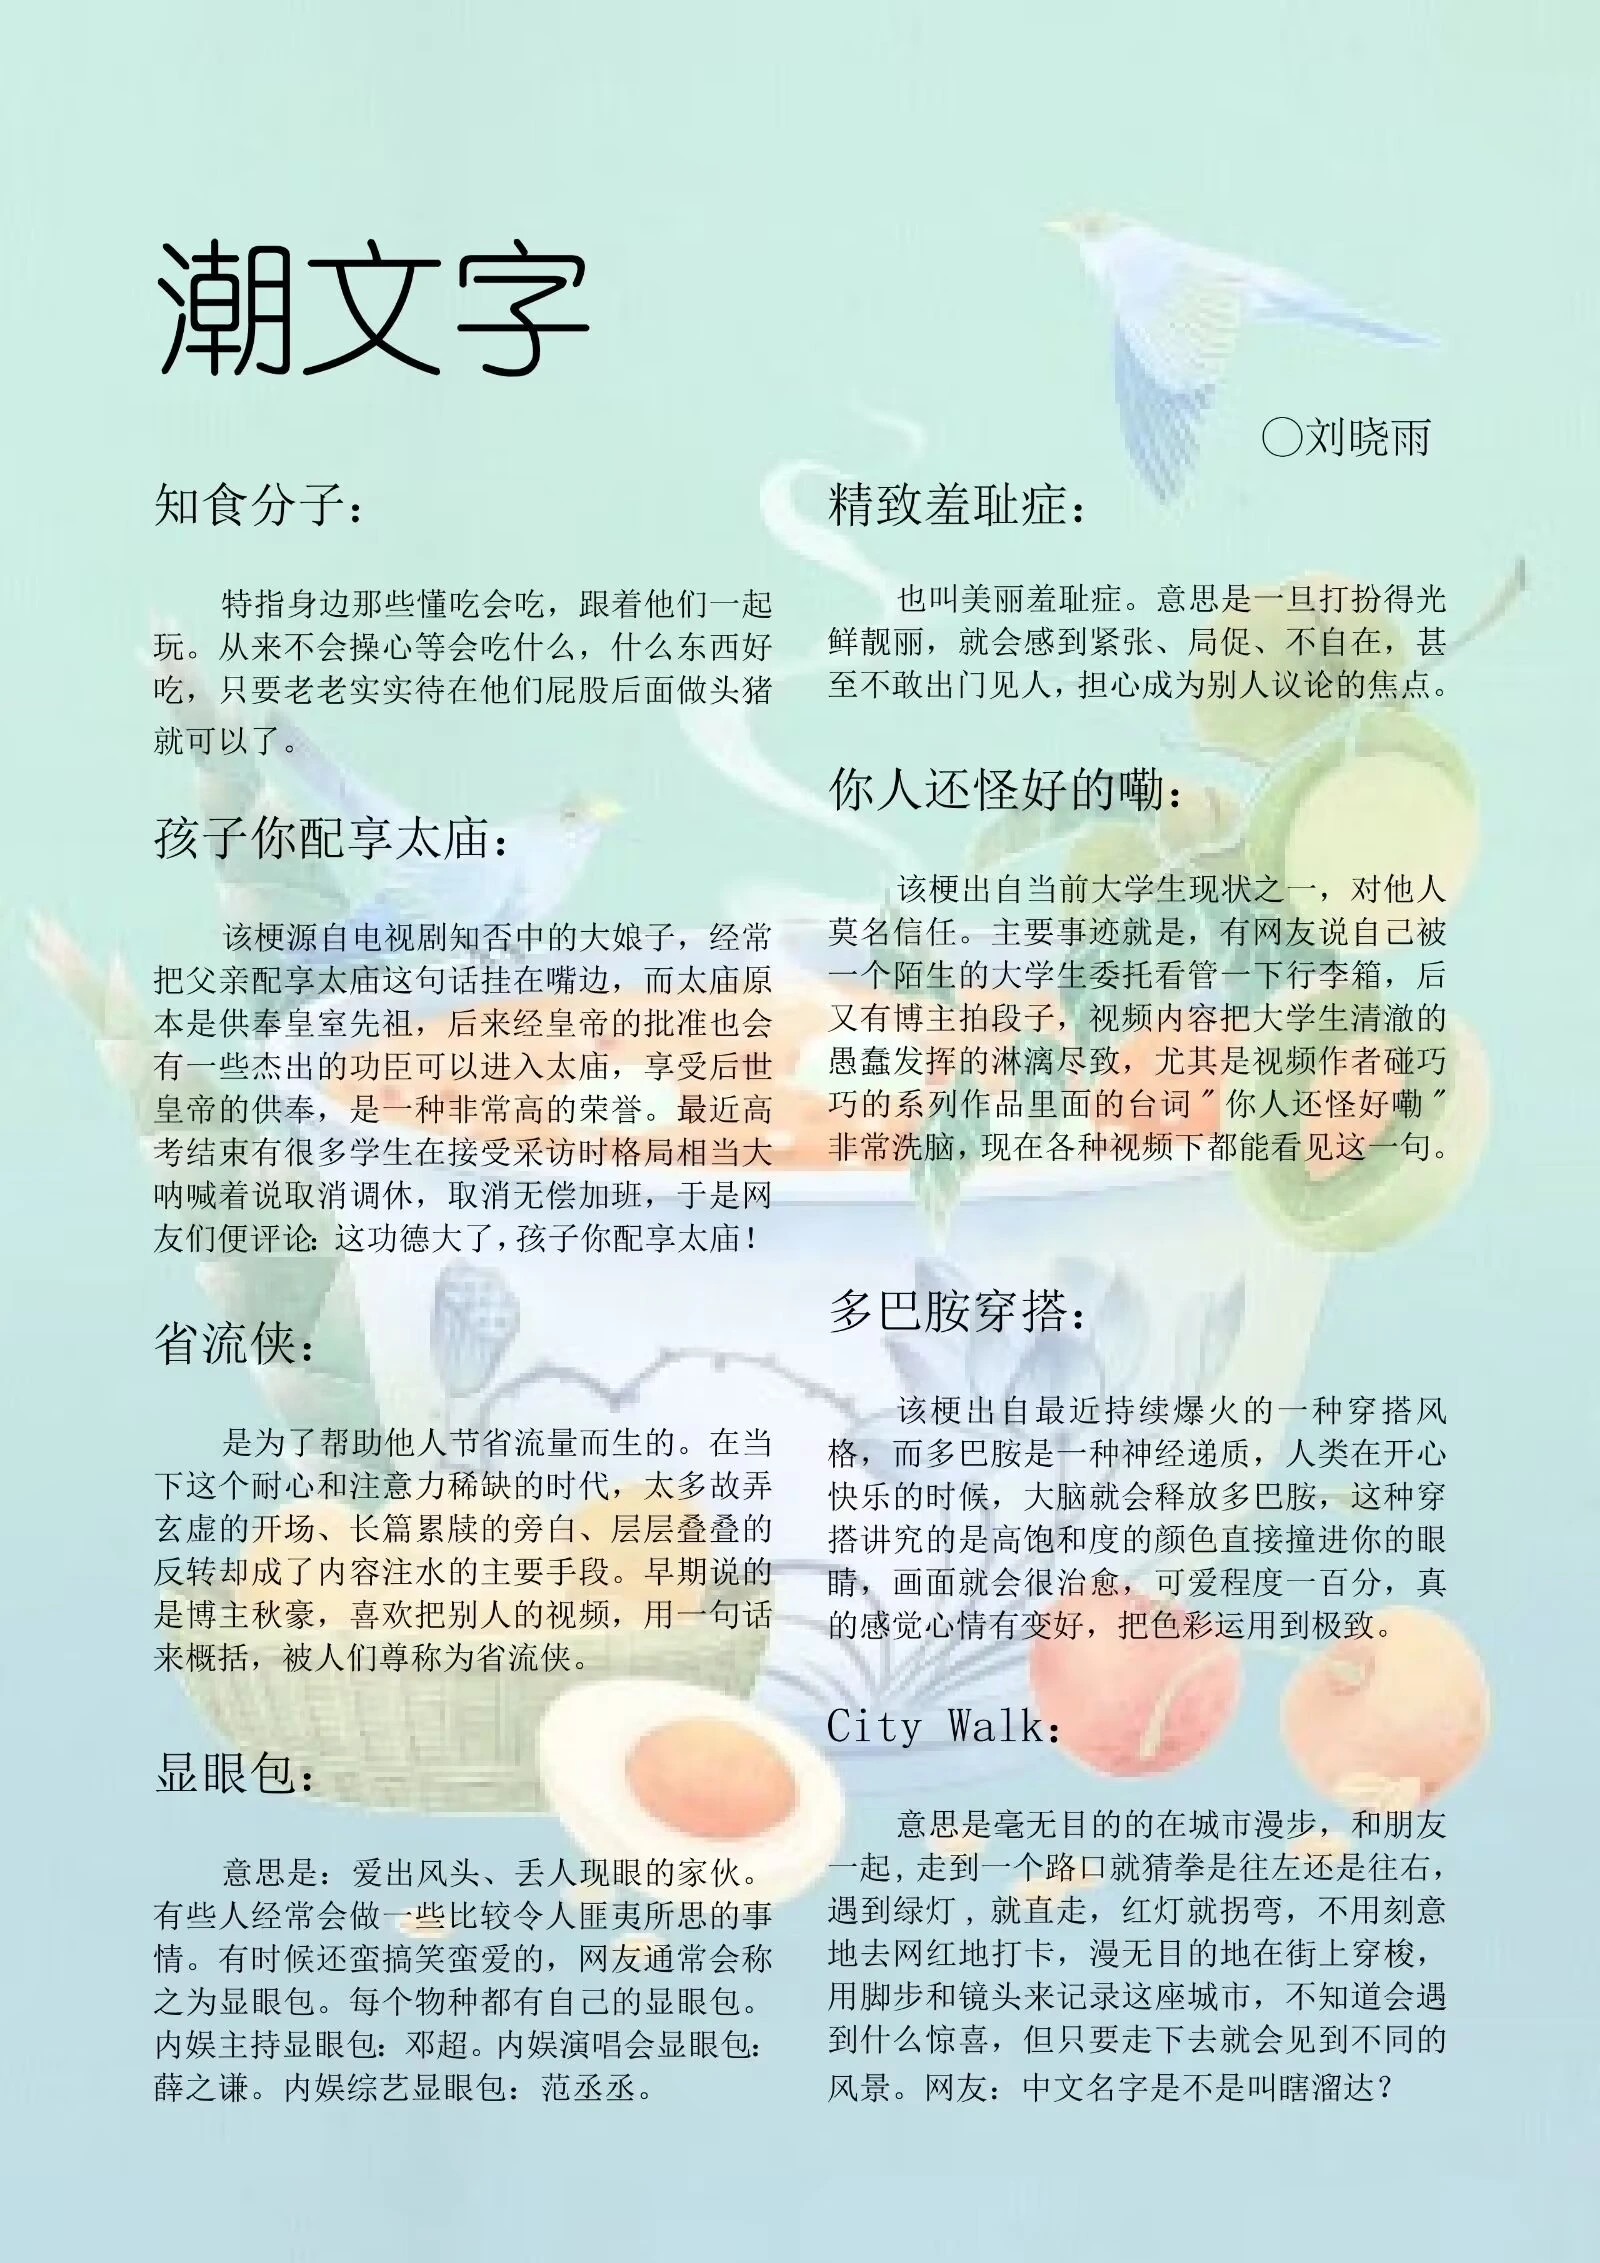 潮文字
〇刘晓雨
知食分子：
特指身边那些懂吃会吃，跟着他们一起
玩。从来不会操心等会吃什么，什么东西好
吃，只要老老实实待在他们屁股后面做头猪
就可以了。
孩子你配享太庙：
该梗源自电视剧知否中的大娘子，经常
把父亲配享太庙这句话挂在嘴边，而太庙原
本是供奉皇室先祖，后来经皇帝的批准也会
有一些杰出的功臣可以进入太庙，享受后世
皇帝的供奉，是一种非常高的荣誉。最近高
考结束有很多学生在接受采访时格局相当大
呐喊着说取消调休，取消无偿加班，于是网
友们便评论：这功德大了，孩子你配享太庙！
省流侠：
是为了帮助他人节省流量而生的。在当
下这个耐心和注意力稀缺的时代，太多故弄
玄虚的开场、长篇累牍的旁白、层层叠叠的
反转却成了内容注水的主要手段。早期说的
是博主秋豪，喜欢把别人的视频，用一句话
来概括，被人们尊称为省流侠。
显眼包：
意思是：爱出风头、丢人现眼的家伙。
有些人经常会做一些比较令人匪夷所思的事
情。有时候还蛮搞笑蛮爱的，网友通常会称
之为显眼包。每个物种都有自己的显眼包。
内娱主持显眼包：邓超。内娱演唱会显眼包：
薛之谦。内娱综艺显眼包：范丞丞。
精致羞耻症：
也叫美丽羞耻症。意思是一旦打扮得光
鲜靓丽，就会感到紧张、局促、不自在，甚
至不敢出门见人，担心成为别人议论的焦点。
你人还怪好的嘞：
该梗出自当前大学生现状之一，对他人
莫名信任。主要事迹就是，有网友说自己被
一个陌生的大学生委托看管一下行李箱，后
又有博主拍段子，视频内容把大学生清澈的
愚蠢发挥的淋漓尽致，尤其是视频作者碰巧
巧的系列作品里面的台词"你人还怪好嘞"
非常洗脑，现在各种视频下都能看见这一句。
多巴胺穿搭：
该梗出自最近持续爆火的一种穿搭风
格，而多巴胺是一种神经递质，人类在开心
快乐的时候，大脑就会释放多巴胺，这种穿
搭讲究的是高饱和度的颜色直接撞进你的眼
睛，画面就会很治愈，可爱程度一百分，真
的感觉心情有变好，把色彩运用到极致。
City Walk：
意思是毫无目的的在城市漫步，和朋友
一起，走到一个路口就猜拳是往左还是往右，
遇到绿灯，就直走，红灯就拐弯，不用刻意
地去网红地打卡，漫无目的地在街上穿梭，
用脚步和镜头来记录这座城市，不知道会遇
到什么惊喜，但只要走下去就会见到不同的
风景。网友：中文名字是不是叫瞎溜达？